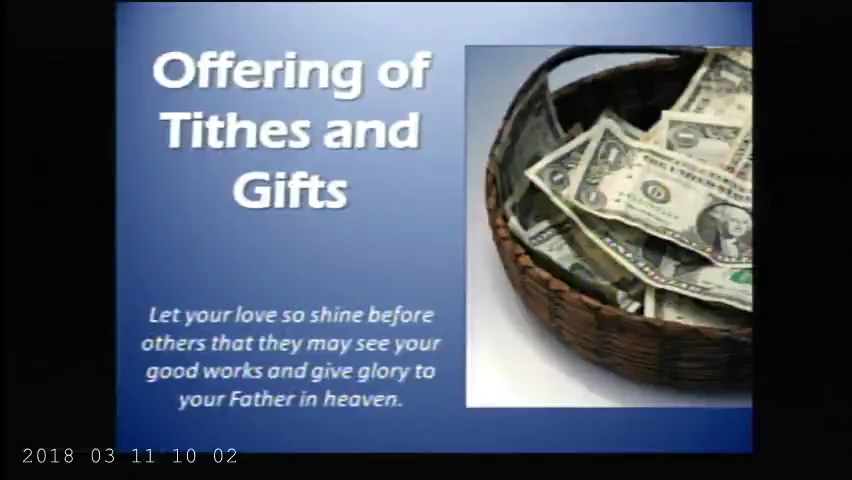 Offering of
Tithes and
Gifts
Let your love so shine before
others that they may see your
good works and give glory to
your Father in heaven.
2018 03 11 10 02